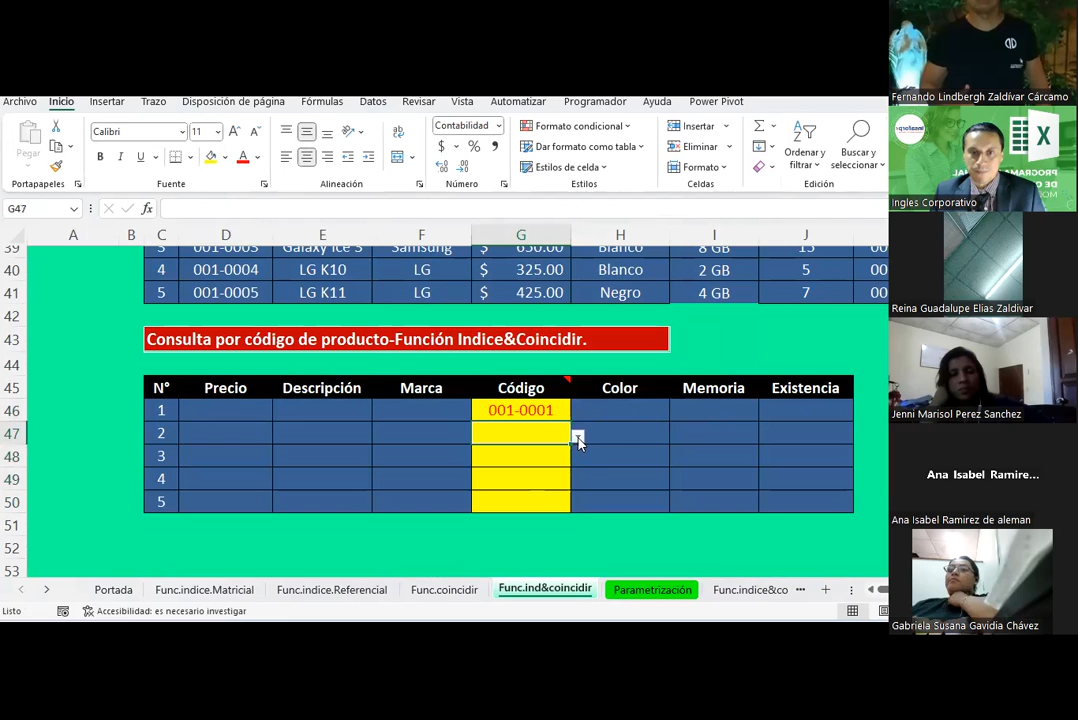 Archivo Inicio Insertar Trazo Disposición de página Fórmulas Datos Revisar Vista Automatizar Programador Ayuda Power Pivot
Pegar
Calibri 11
Contabilidad
Formato condicional
Dar formato como tabla
Estilos de celda
Insertar
Eliminar
Formato
Ordenar y filtrar
Buscar y seleccionar
Portapapeles Fuente Alineación Número Estilos Celdas Edición
G47
A B C D E F G H I J
39 3 001-0003 Samsung $ 650.00 Blanco 8 GB 15 00
40 4 001-0004 LG K10 LG $ 325.00 Blanco 2 GB 5 00
41 5 001-0005 LG K11 LG $ 425.00 Negro 4 GB 7 00
42
43 Consulta por código de producto-Función Indice&Coincidir.
44
45 N° Precio Descripción Marca Código Color Memoria Existencia
46 1 001-0001
47 2
48 3
49 4
50 5
51
52
53
Portada Func.indice.Matricial Func.indice.Referencial Func.coincidir Func.ind&coincidir Parametrización Func.indice&co
Listo Accesibilidad: es necesario investigar
Fernando Lindbergh Zaldívar Cárcamo
Ingles Corporativo
Reina Guadalupe Elias Zaldivar
Jenni Marisol Perez Sanchez
Ana Isabel Ramire...
Ana Isabel Ramirez de aleman
Gabriela Susana Gavidia Chávez